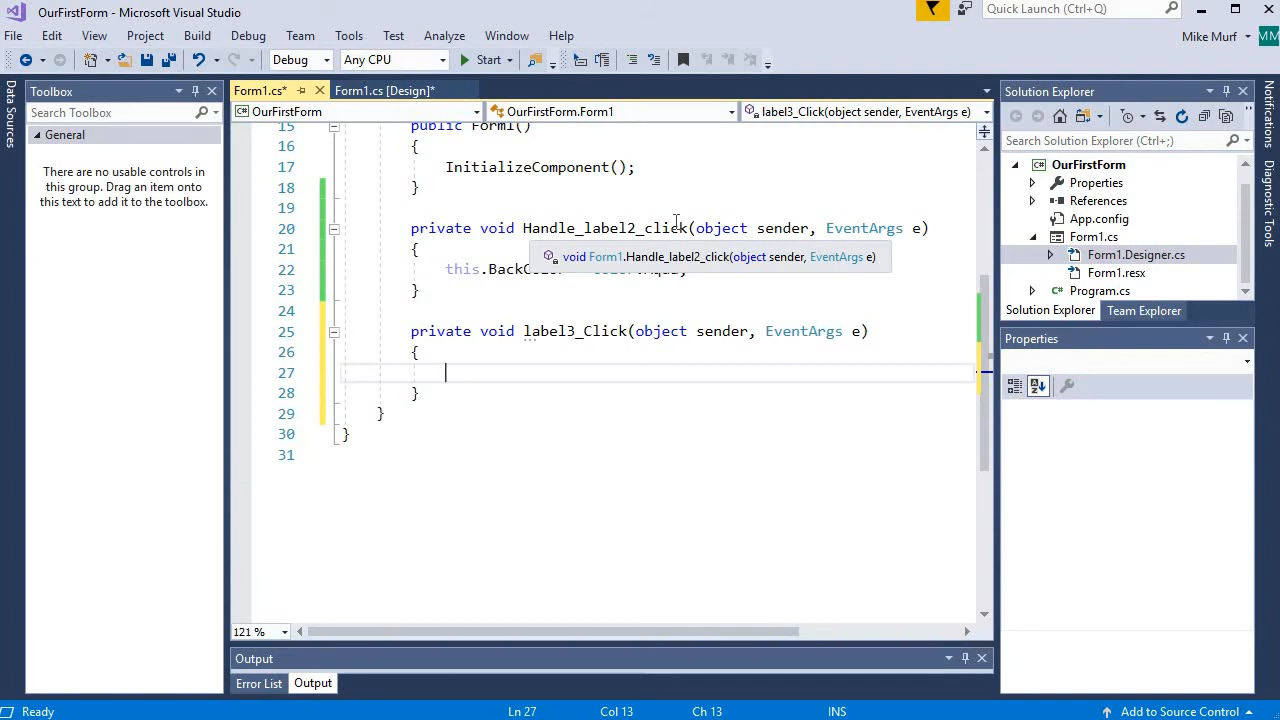 OurFirstForm - Microsoft Visual Studio
Quick Launch (Ctrl+Q)
File Edit View Project Build Debug Team Tools Test Analyze Window Help
Mike Murf MM
Debug Any CPU Start
Data Sources
Toolbox
Search Toolbox
General
There are no usable controls in
this group. Drag an item onto
this text to add it to the toolbox.
Form1.cs* Form1.cs [Design]*
OurFirstForm OurFirstForm.Form1 label3_Click(object sender, EventArgs e)
15 public Form1()
16 {
17 InitializeComponent();
18 }
19
20 private void Handle_label2_click(object sender, EventArgs e)
21 {
void Form1.Handle_label2_click(object sender, EventArgs e)
22 this.BackColor
23 }
24
25 private void label3_Click(object sender, EventArgs e)
26 {
27
28 }
29 }
30 }
31
121 %
Output
Error List Output
Solution Explorer
Search Solution Explorer (Ctrl+;)
OurFirstForm
Properties
References
App.config
Form1.cs
Form1.Designer.cs
Form1.resx
Program.cs
Solution Explorer Team Explorer
Properties
Notifications
Diagnostic Tools
Ready Ln 27 Col 13 Ch 13 INS Add to Source Control